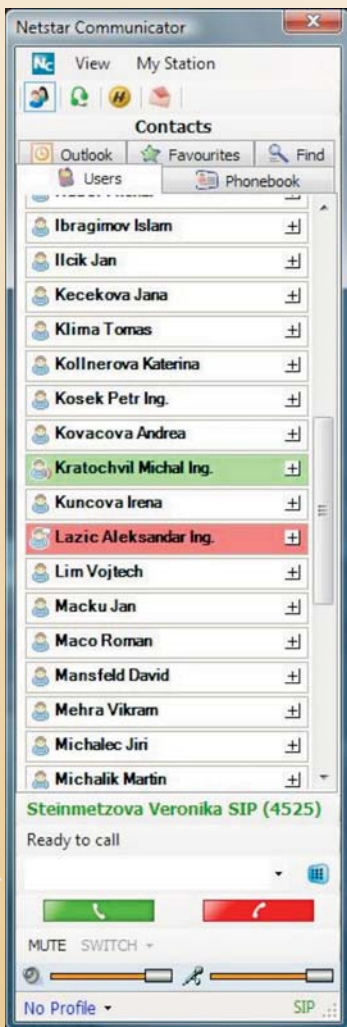 Netstar Communicator
Nc View My Station
H
Contacts
Outlook Favourites Find
Users Phonebook
Ibragimov Islam
Ilcik Jan
Kecekova Jana
Klima Tomas
Kollnerova Katerina
Kosek Petr Ing.
Kovacova Andrea
Kratochvil Michal Ing.
Kuncova Irena
Lazic Aleksandar Ing.
Lim Vojtech
Macku Jan
Maco Roman
Mansfeld David
Mehra Vikram
Michalec Jiri
Michalik Martin
Steinmetzova Veronika SIP (4525)
Ready to call
MUTE SWITCH
No Profile SIP